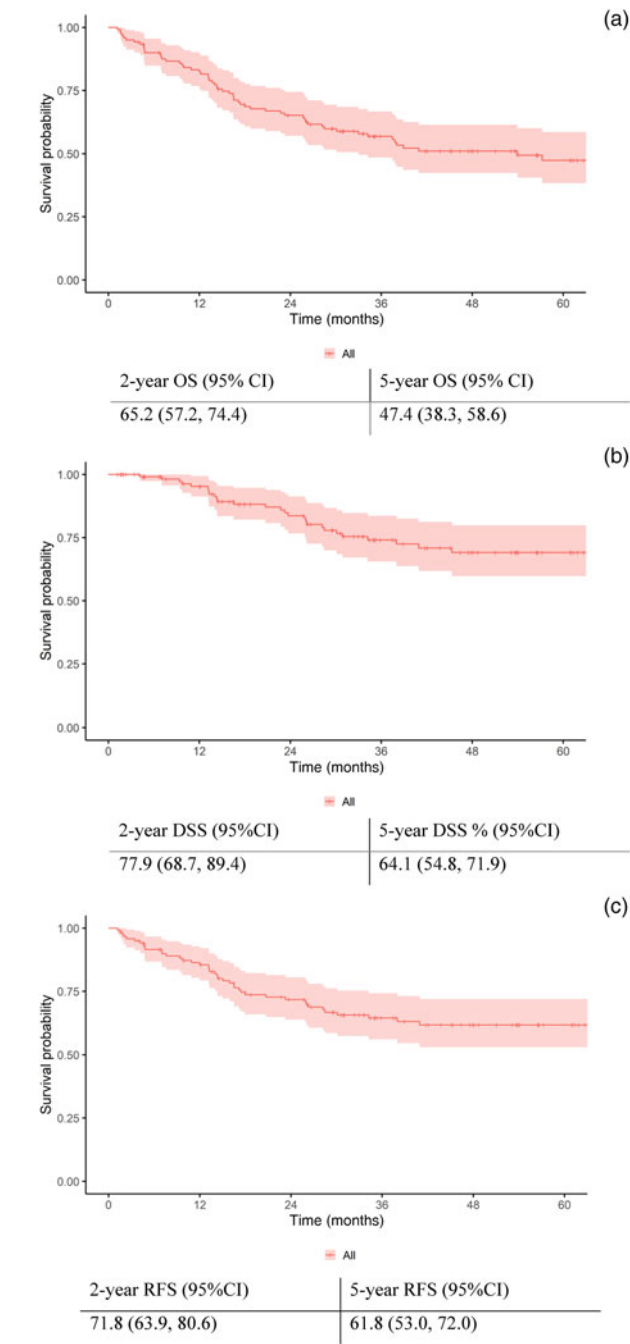 (a)
1.00
0.75
0.50
0.25
0.00
Survival probability
0 12 24 36 48 60
Time (months)
All
2-year OS (95% CI) 5-year OS (95% CI)
65.2 (57.2, 74.4) 47.4 (38.3, 58.6)
(b)
1.00
0.75
0.50
0.25
0.00
Survival probability
0 12 24 36 48 60
Time (months)
All
2-year DSS (95%CI) 5-year DSS % (95%CI)
77.9 (68.7, 89.4) 64.1 (54.8, 71.9)
(c)
1.00
0.75
0.50
0.25
0.00
Survival probability
0 12 24 36 48 60
Time (months)
All
2-year RFS (95%CI) 5-year RFS (95%CI)
71.8 (63.9, 80.6) 61.8 (53.0, 72.0)